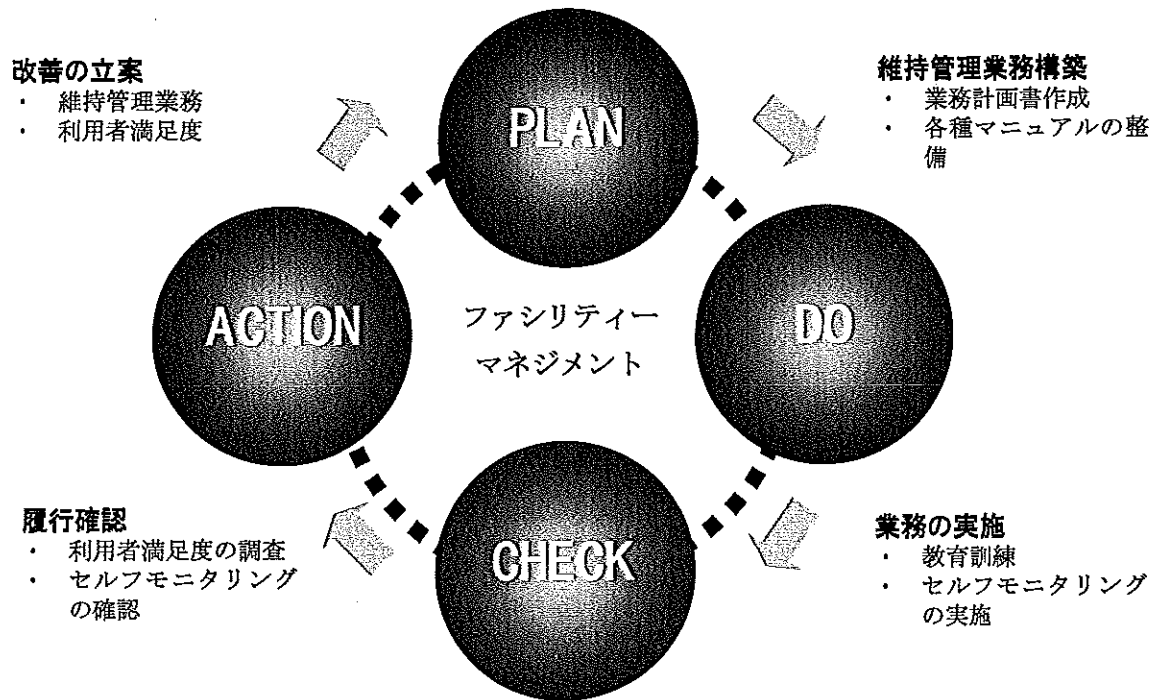 改善の立案
・ 維持管理業務
・ 利用者満足度
PLAN
維持管理業務構築
・ 業務計画書作成
・ 各種マニュアルの整
備
ACTION
ファシリティー
マネジメント
DO
履行確認
・ 利用者満足度の調査
・ セルフモニタリング
の確認
CHECK
業務の実施
・ 教育訓練
・ セルフモニタリング
の実施